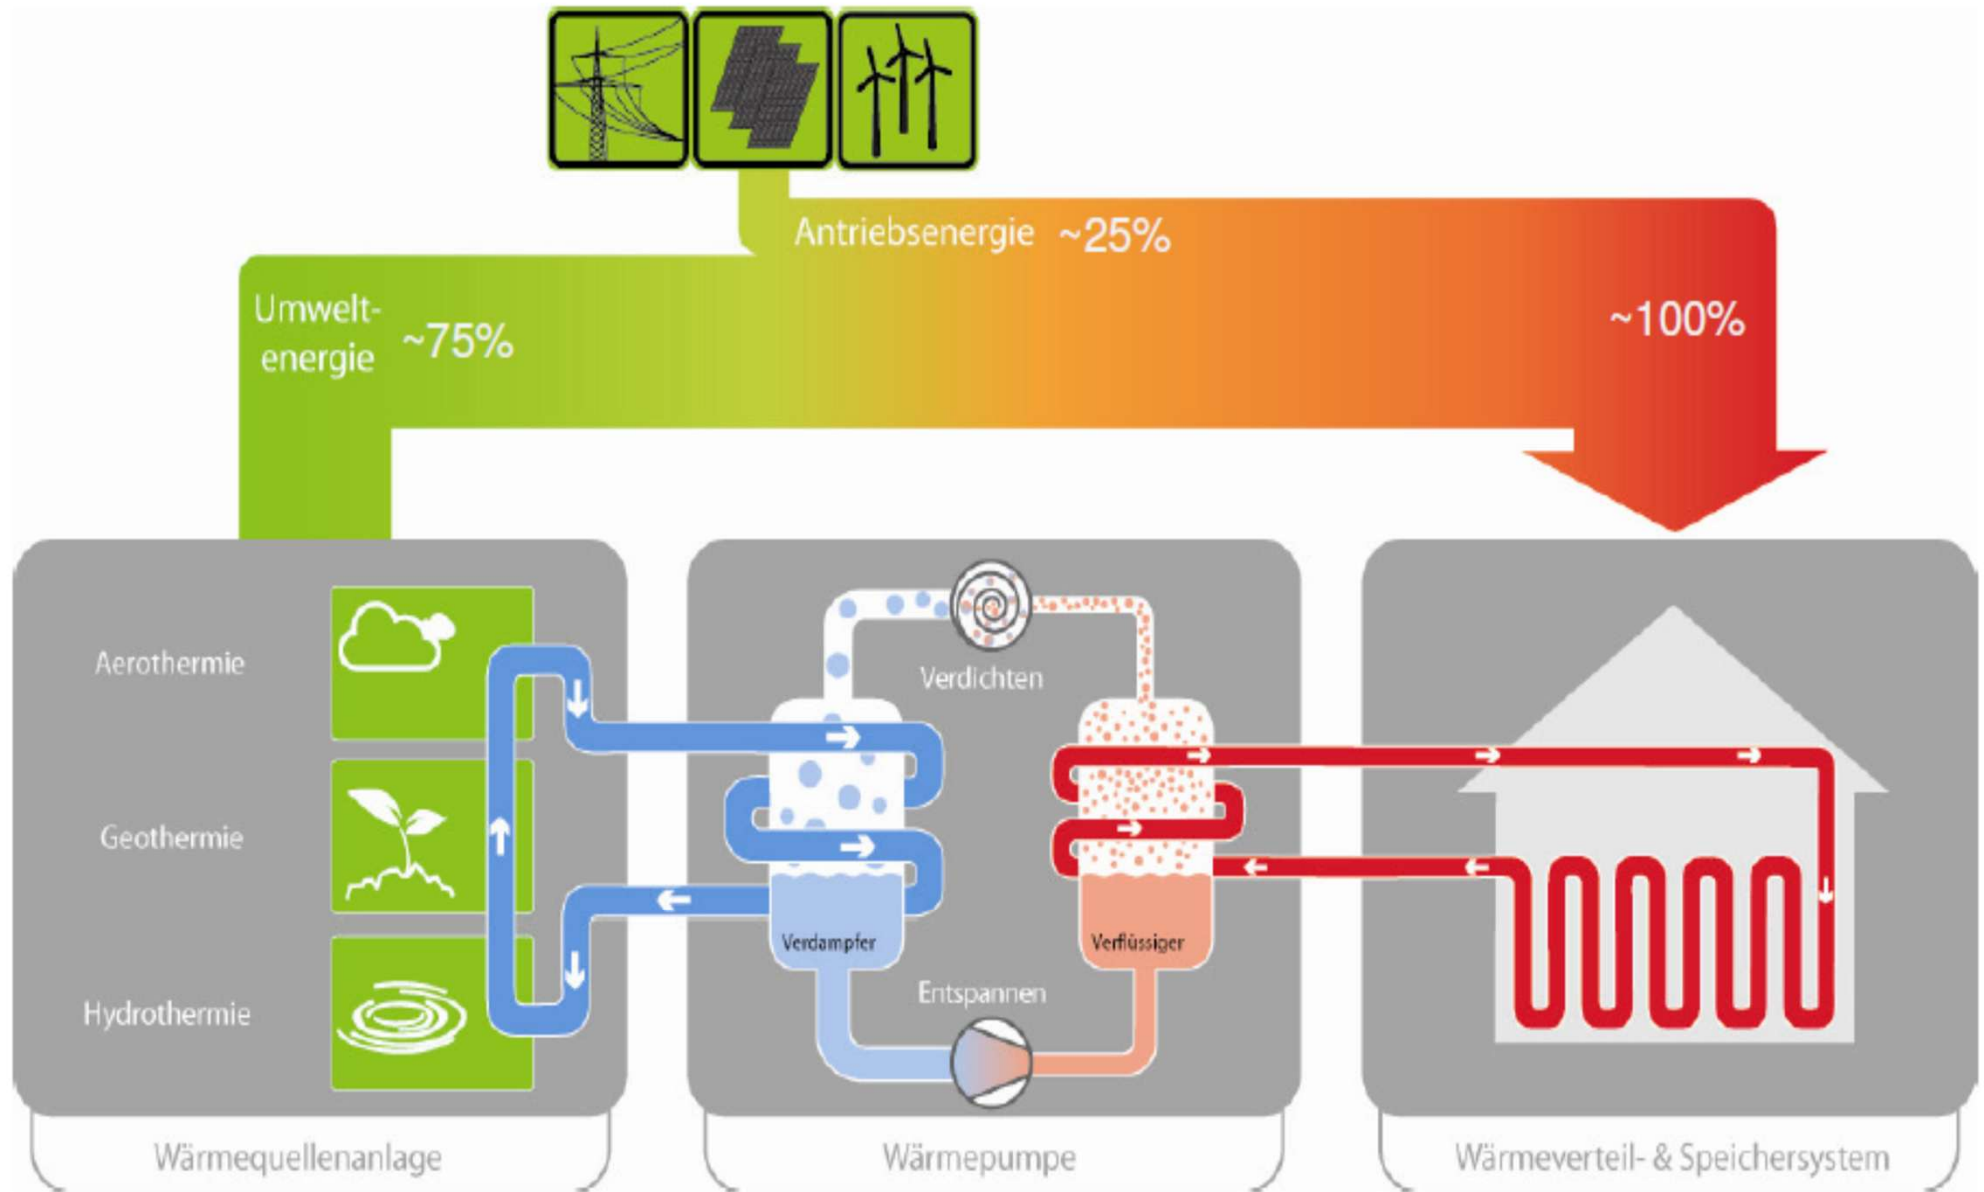 Antriebsenergie ~25%
Umwelt-
energie ~75%
~100%
Aerothermie
Geothermie
Hydrothermie
Verdichten
Verdampfer
Verflüssiger
Entspannen
Wärmequellenanlage
Wärmepumpe
Wärmeverteil- & Speichersystem